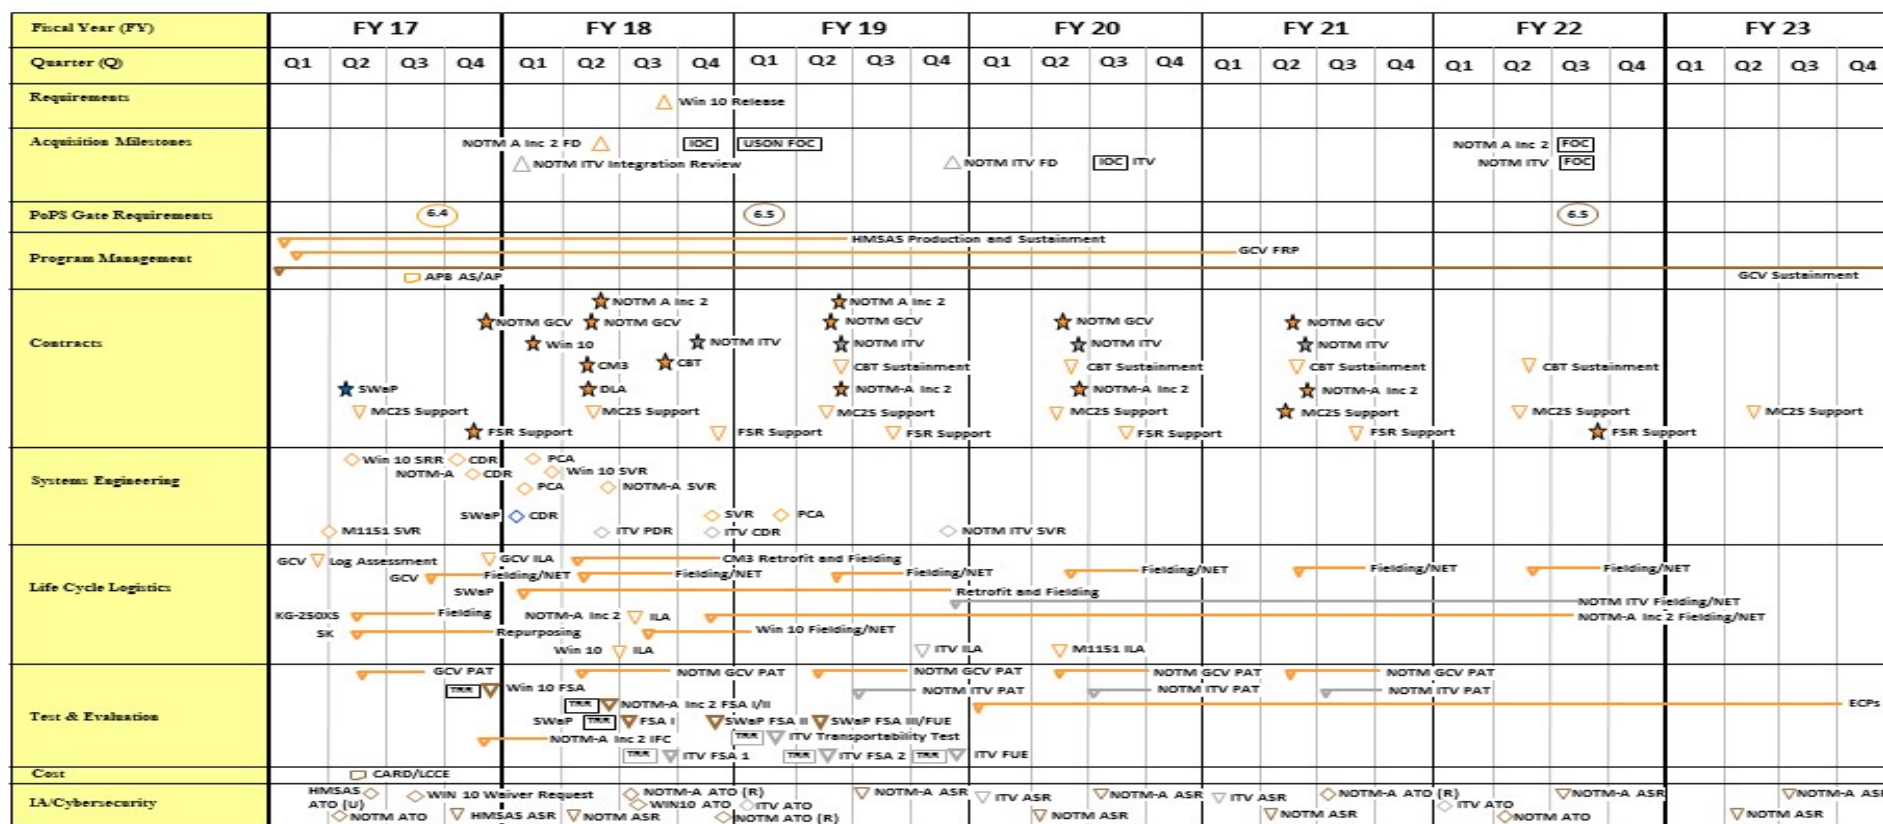 Fiscal Year (FY) FY 17 FY 18 FY 19 FY 20 FY 21 FY 22 FY 23
Quarter (Q) Q1 Q2 Q3 Q4 Q1 Q2 Q3 Q4 Q1 Q2 Q3 Q4 Q1 Q2 Q3 Q4 Q1 Q2 Q3 Q4 Q1 Q2 Q3 Q4 Q1 Q2 Q3 Q4
Requirements Win 10 Release
Acquisition Milestones NOTM A Inc 2 FD IOC USON FOC NOTM A Inc 2 FOC
NOTM ITV Integration Review NOTM ITV FD IOC ITV NOTM ITV FOC
PoPS Gate Requirements 6.4 6.5 6.5
HMSAS Production and Sustainment
Program Management GCV FRP
APB AS/AP GCV Sustainment
NOTM A Inc 2 NOTM A Inc 2
NOTM GCV NOTM GCV NOTM GCV NOTM GCV NOTM GCV
Contracts Win 10 NOTM ITV NOTM ITV NOTM ITV NOTM ITV
CM3 CBT CBT Sustainment CBT Sustainment CBT Sustainment CBT Sustainment
SWaP DLA NOTM-A Inc 2 NOTM-A Inc 2 NOTM-A Inc 2
MC2S Support MC2S Support MC2S Support MC2S Support MC2S Support MC2S Support MC2S Support
FSR Support FSR Support FSR Support FSR Support FSR Support FSR Support
Win 10 SRR CDR PCA
NOTM-A CDR Win 10 SVR
Systems Engineering PCA NOTM-A SVR
SWaP CDR SVR PCA
M1151 SVR ITV PDR ITV CDR NOTM ITV SVR
GCV Log Assessment GCV ILA CM3 Retrofit and Fielding
GCV Fielding/NET Fielding/NET Fielding/NET Fielding/NET Fielding/NET Fielding/NET
Life Cycle Logistics SWaP Retrofit and Fielding
NOTM ITV Fielding/NET
KG-250XS Fielding NOTM-A Inc 2 ILA NOTM-A Inc 2 Fielding/NET
SK Repurposing Win 10 Fielding/NET
Win 10 ILA ITV ILA M1151 ILA
GCV PAT NOTM GCV PAT NOTM GCV PAT NOTM GCV PAT NOTM GCV PAT
TRR Win 10 FSA NOTM ITV PAT NOTM ITV PAT NOTM ITV PAT
TRR NOTM-A Inc 2 FSA I/II ECPs
Test & Evaluation SWaP TRR FSA I SWaP FSA II SWaP FSA III/FUE
NOTM-A Inc 2 IFC TRR ITV Transportability Test
TRR ITV FSA 1 TRR ITV FSA 2 TRR ITV FUE
Cost CARD/LCCE
HMSAS ATO (U) WIN 10 Waiver Request NOTM-A ATO (R) NOTM-A ASR ITV ASR NOTM-A ASR ITV ASR NOTM-A ATO (R) NOTM-A ASR NOTM-A ASR
IA/Cybersecurity WIN10 ATO ITV ATO ITV ATO
NOTM ATO HMSAS ASR NOTM ASR NOTM ATO (R) NOTM ASR NOTM ASR NOTM ATO NOTM ASR